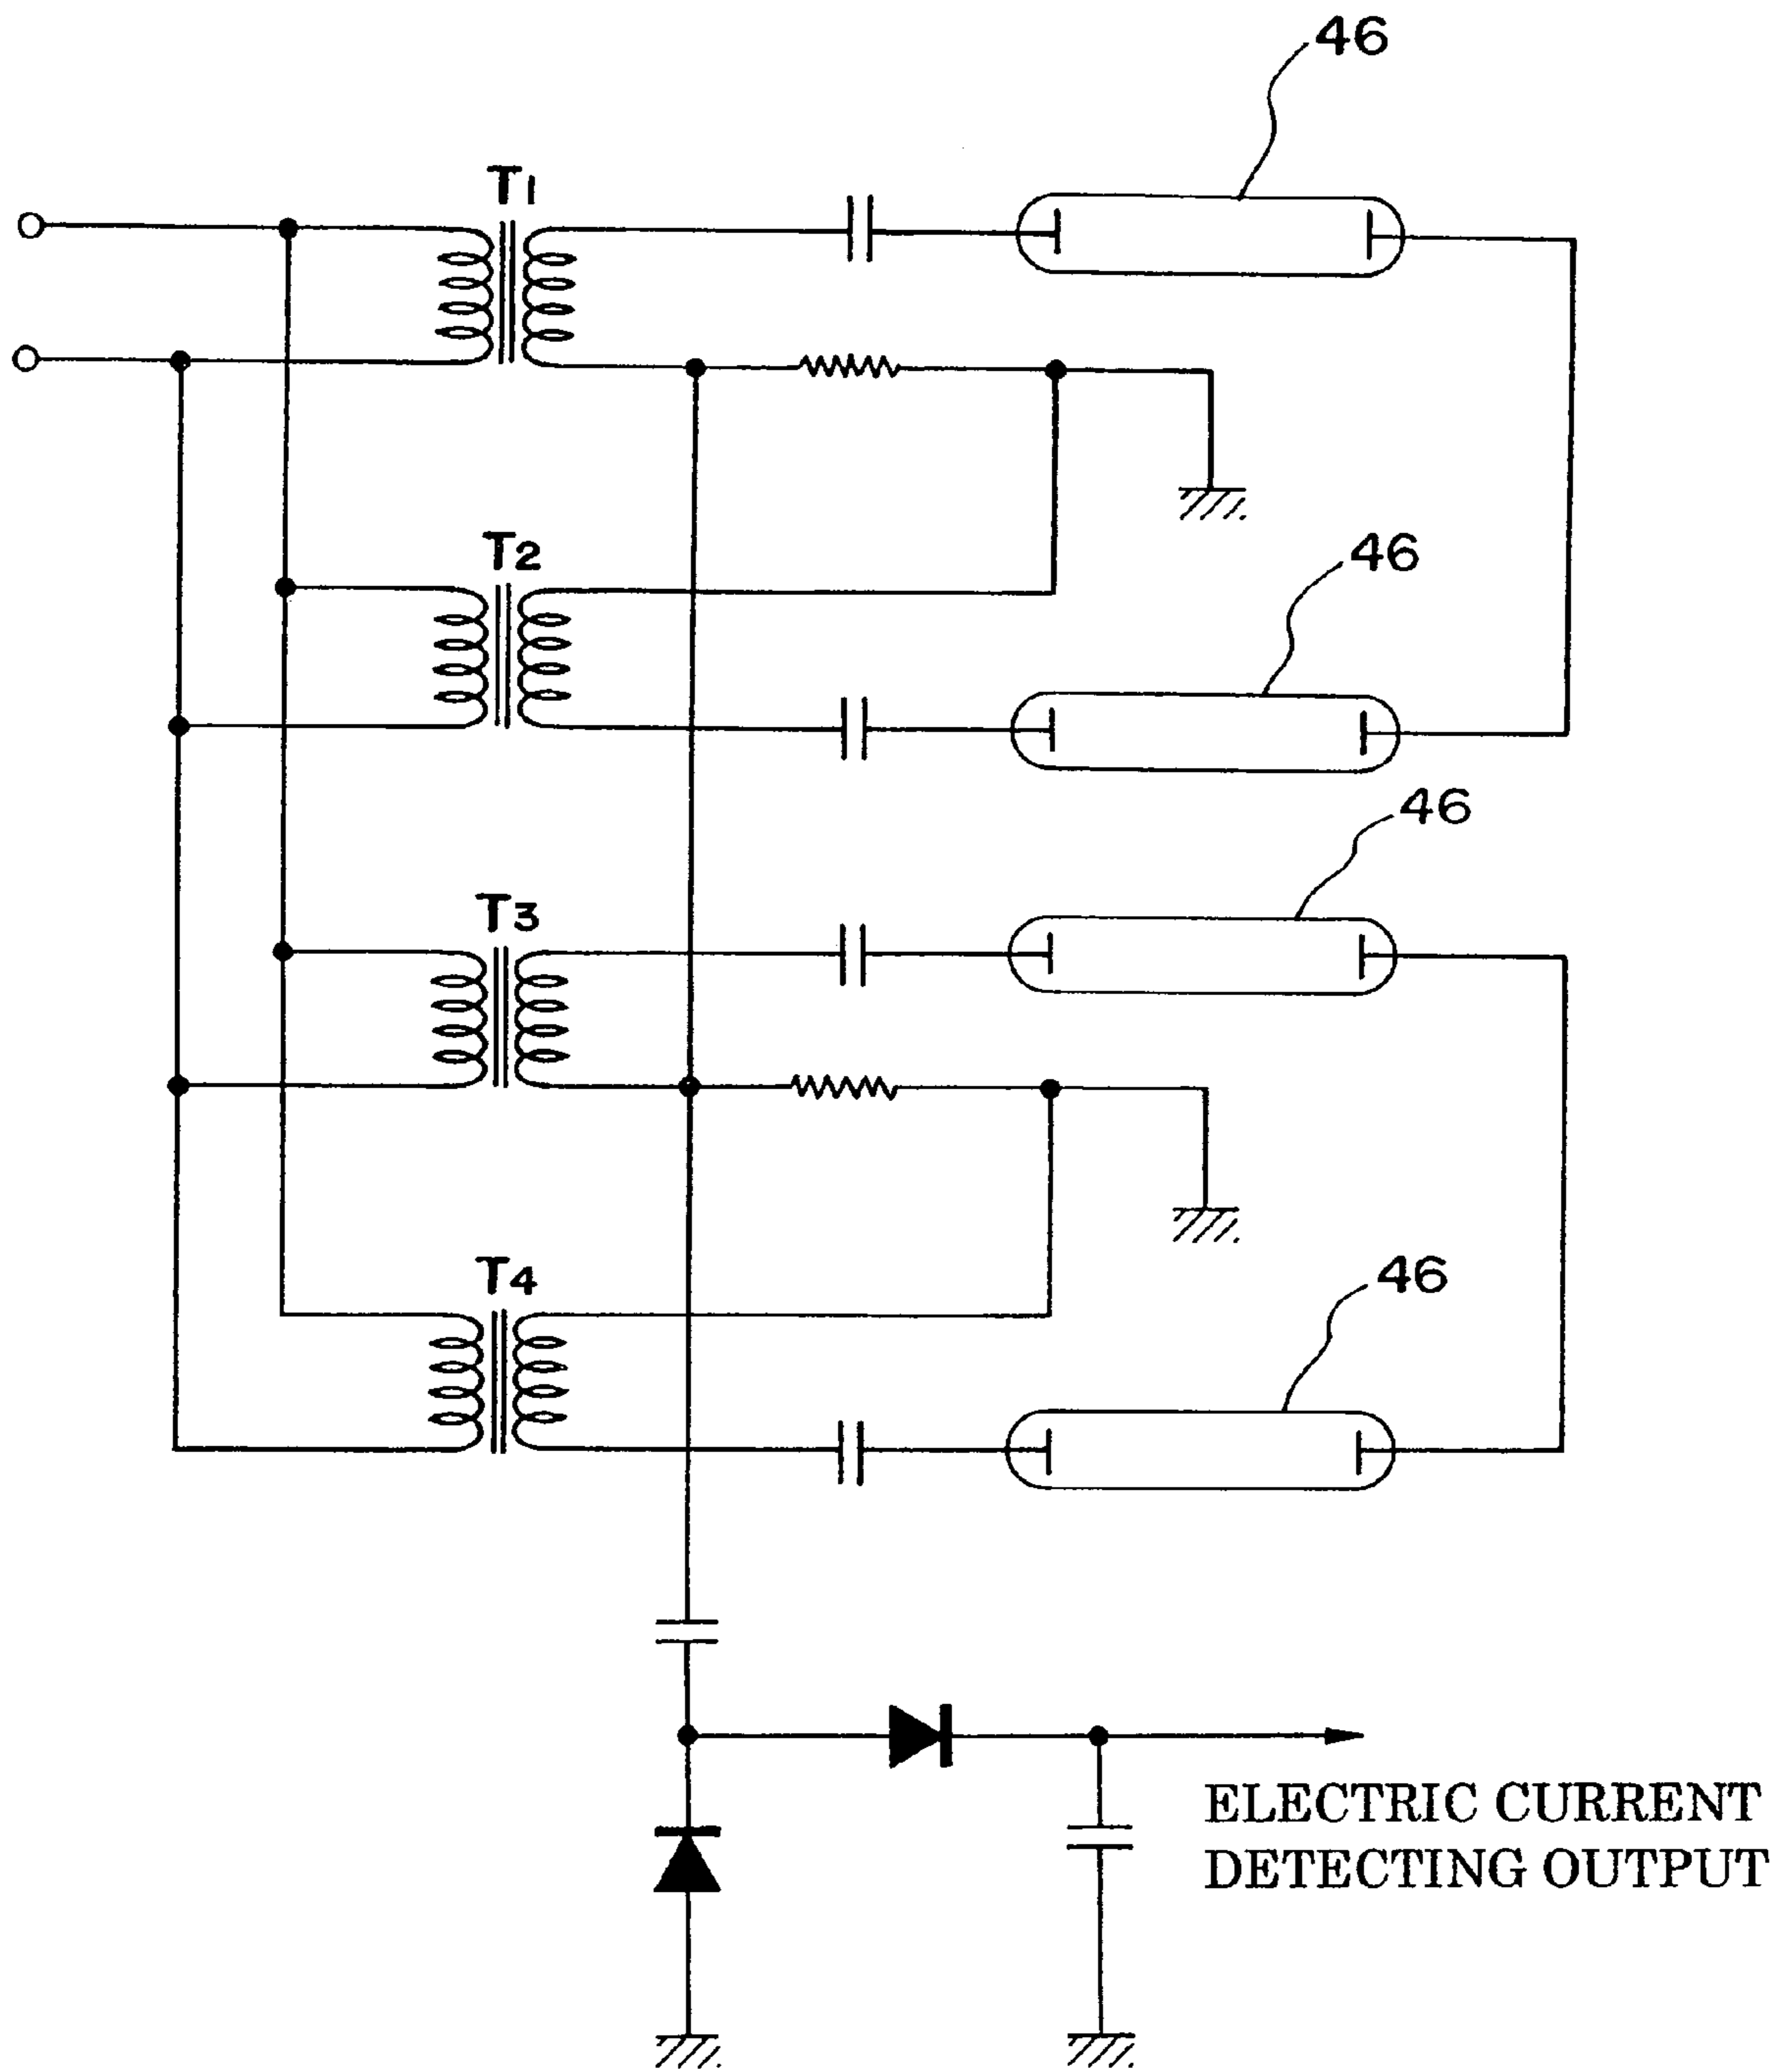 46
T1
T2
46
46
T3
T4
46
ELECTRIC CURRENT
DETECTING OUTPUT